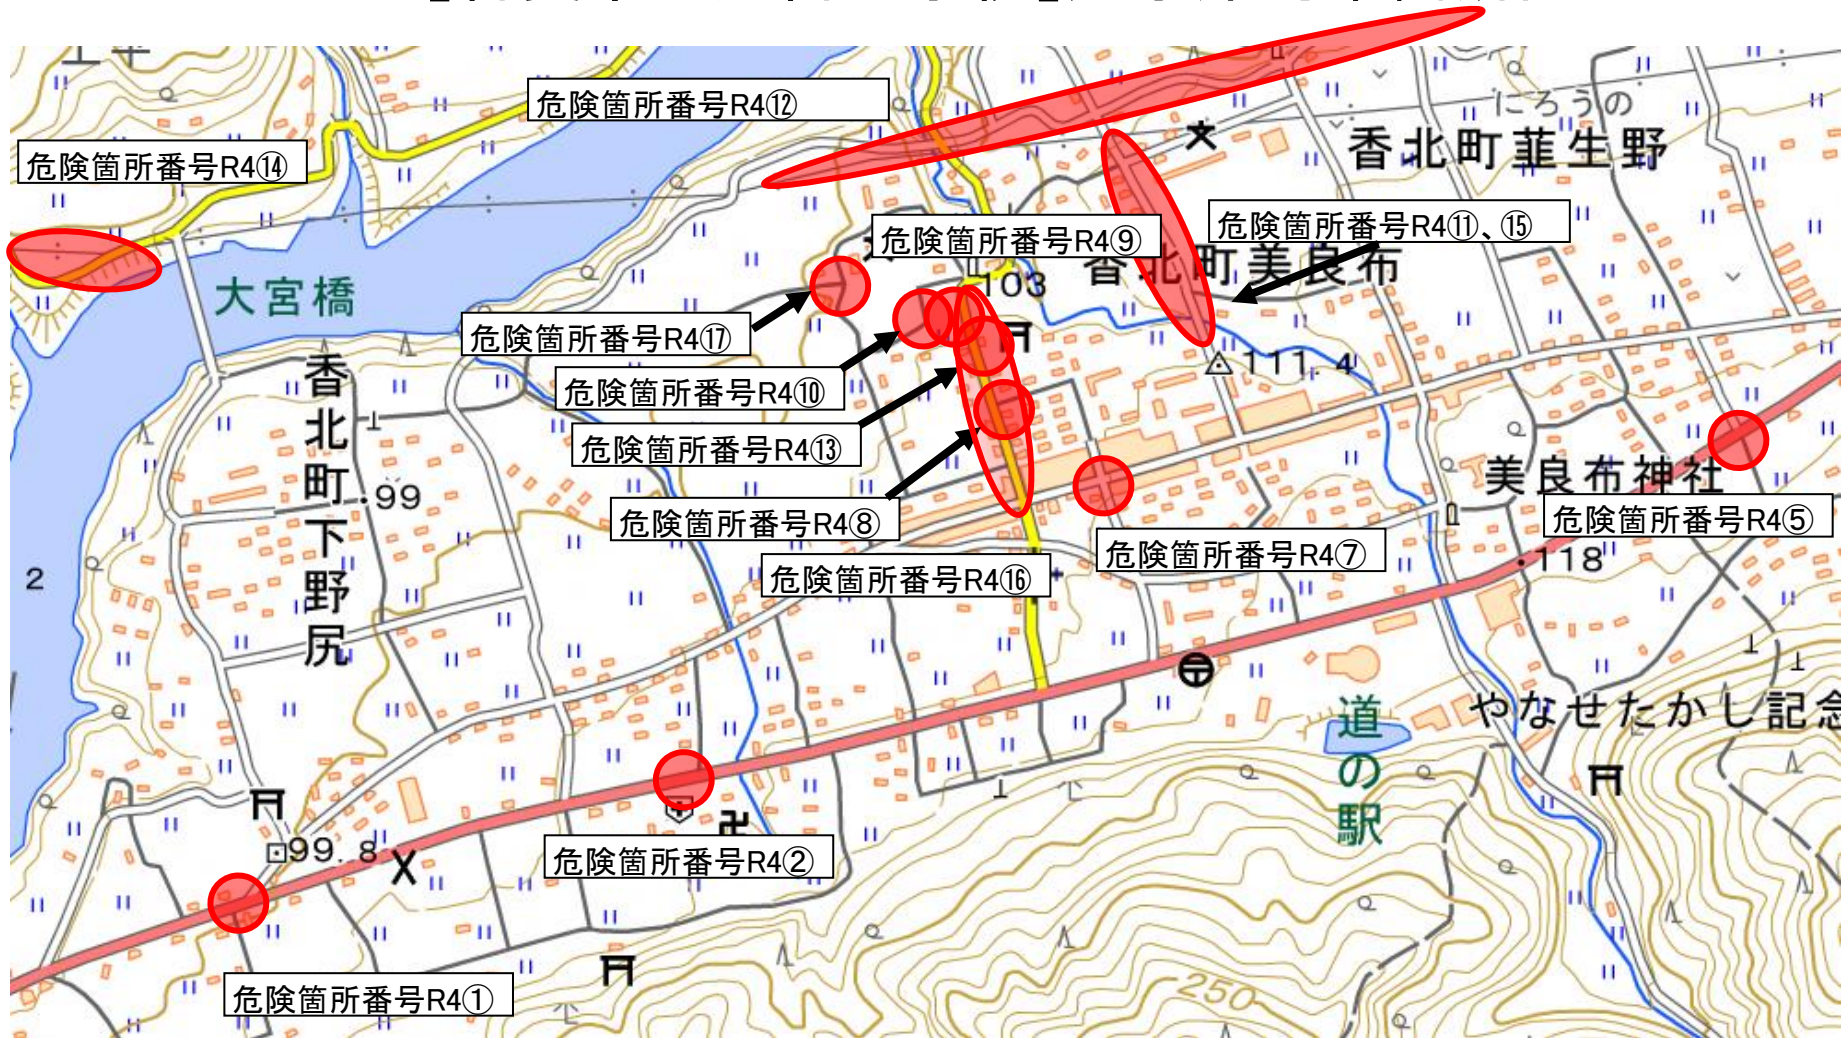 危険箇所番号R4⑫
にろうの
香北町韮生野
危険箇所番号R4⑭
危険箇所番号R4⑪、⑮
危険箇所番号R4⑨
香北町美良布
大宮橋
103
危険箇所番号R4⑰
111.4
危険箇所番号R4⑩
香北町下野尻
危険箇所番号R4⑬
美良布神社
.99
危険箇所番号R4⑧
危険箇所番号R4⑤
危険箇所番号R4⑦
.118
2
危険箇所番号R4⑯
道の駅
やなせたかし記念
卍
99.8
危険箇所番号R4②
危険箇所番号R4①
250